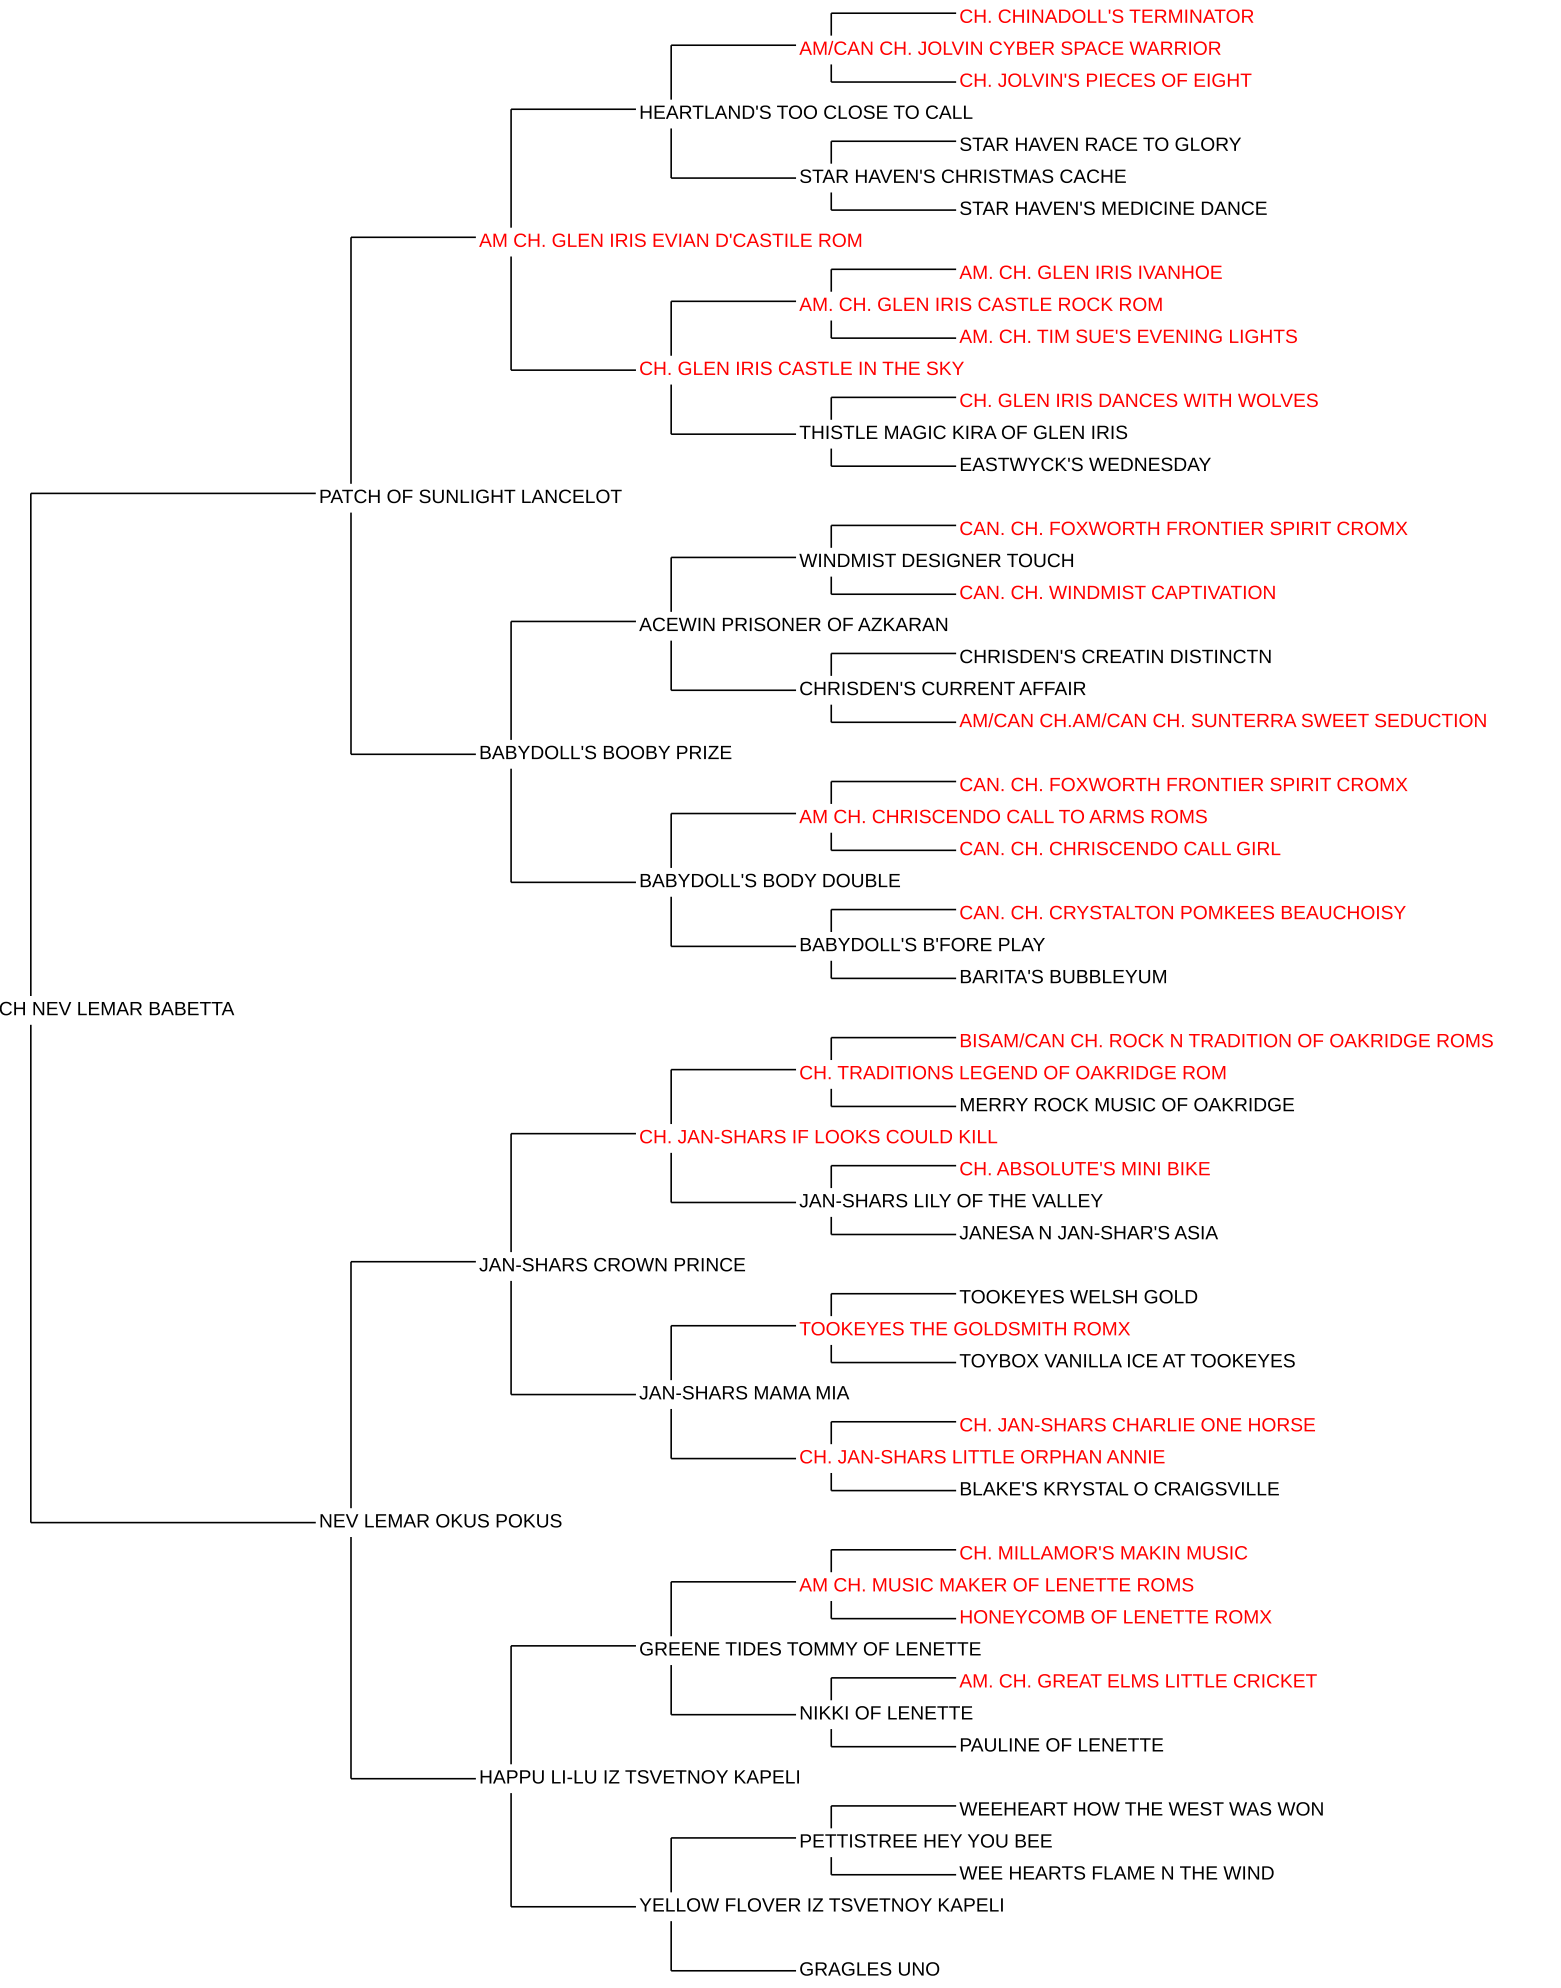 CH. CHINADOLL'S TERMINATOR
AM/CAN CH. JOLVIN CYBER SPACE WARRIOR
CH. JOLVIN'S PIECES OF EIGHT
HEARTLAND'S TOO CLOSE TO CALL
STAR HAVEN RACE TO GLORY
STAR HAVEN'S CHRISTMAS CACHE
STAR HAVEN'S MEDICINE DANCE
AM CH. GLEN IRIS EVIAN D'CASTILE ROM
AM. CH. GLEN IRIS IVANHOE
AM. CH. GLEN IRIS CASTLE ROCK ROM
AM. CH. TIM SUE'S EVENING LIGHTS
CH. GLEN IRIS CASTLE IN THE SKY
CH. GLEN IRIS DANCES WITH WOLVES
THISTLE MAGIC KIRA OF GLEN IRIS
EASTWYCK'S WEDNESDAY
PATCH OF SUNLIGHT LANCELOT
CAN. CH. FOXWORTH FRONTIER SPIRIT CROMX
WINDMIST DESIGNER TOUCH
CAN. CH. WINDMIST CAPTIVATION
ACEWIN PRISONER OF AZKARAN
CHRISDEN'S CREATIN DISTINCTN
CHRISDEN'S CURRENT AFFAIR
AM/CAN CH.AM/CAN CH. SUNTERRA SWEET SEDUCTION
BABYDOLL'S BOOBY PRIZE
CAN. CH. FOXWORTH FRONTIER SPIRIT CROMX
AM CH. CHRISCENDO CALL TO ARMS ROMS
CAN. CH. CHRISCENDO CALL GIRL
BABYDOLL'S BODY DOUBLE
CAN. CH. CRYSTALTON POMKEES BEAUCHOISY
BABYDOLL'S B'FORE PLAY
BARITA'S BUBBLEYUM
CH NEV LEMAR BABETTA
BISAM/CAN CH. ROCK N TRADITION OF OAKRIDGE ROMS
CH. TRADITIONS LEGEND OF OAKRIDGE ROM
MERRY ROCK MUSIC OF OAKRIDGE
CH. JAN-SHARS IF LOOKS COULD KILL
CH. ABSOLUTE'S MINI BIKE
JAN-SHARS LILY OF THE VALLEY
JANESA N JAN-SHAR'S ASIA
JAN-SHARS CROWN PRINCE
TOOKEYES WELSH GOLD
TOOKEYES THE GOLDSMITH ROMX
TOYBOX VANILLA ICE AT TOOKEYES
JAN-SHARS MAMA MIA
CH. JAN-SHARS CHARLIE ONE HORSE
CH. JAN-SHARS LITTLE ORPHAN ANNIE
BLAKE'S KRYSTAL O CRAIGSVILLE
NEV LEMAR OKUS POKUS
CH. MILLAMOR'S MAKIN MUSIC
AM CH. MUSIC MAKER OF LENETTE ROMS
HONEYCOMB OF LENETTE ROMX
GREENE TIDES TOMMY OF LENETTE
AM. CH. GREAT ELMS LITTLE CRICKET
NIKKI OF LENETTE
PAULINE OF LENETTE
HAPPU LI-LU IZ TSVETNOY KAPELI
WEEHEART HOW THE WEST WAS WON
PETTISTREE HEY YOU BEE
WEE HEARTS FLAME N THE WIND
YELLOW FLOVER IZ TSVETNOY KAPELI
GRAGLES UNO